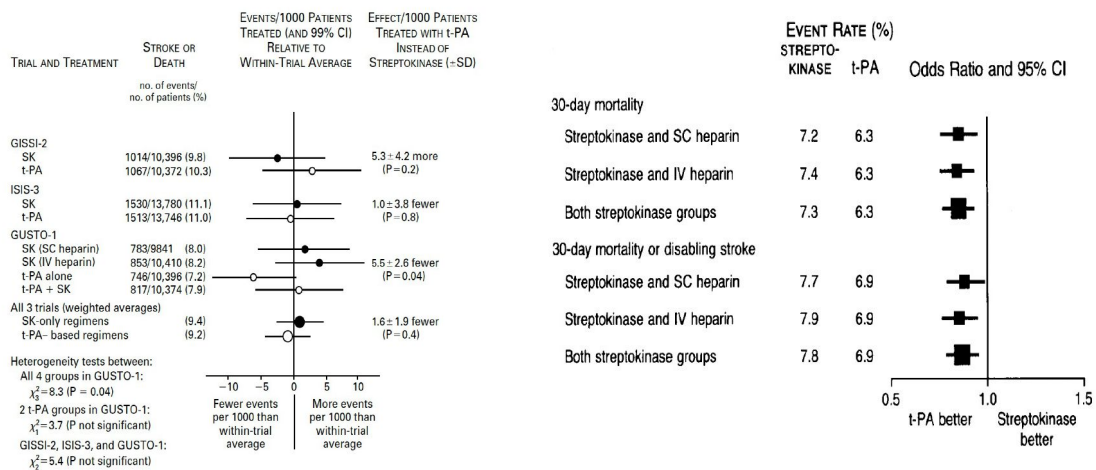 TRIAL AND TREATMENT
STROKE OR
DEATH
no. of events/
no. of patients (%)
EVENTS/1000 PATIENTS
TREATED (AND 99% CI)
RELATIVE TO
WITHIN-TRIAL AVERAGE
EFFECT/1000 PATIENTS
TREATED WITH t-PA
INSTEAD OF
STREPTOKINASE (±SD)
GISSI-2
SK 1014/10,396 (9.8) 5.3±4.2 more
t-PA 1067/10,372 (10.3) (P=0.2)
ISIS-3
SK 1530/13,780 (11.1) 1.0±3.8 fewer
t-PA 1513/13,746 (11.0) (P=0.8)
GUSTO-1
SK (SC heparin) 783/9841 (8.0)
SK (IV heparin) 853/10,410 (8.2) 5.5±2.6 fewer
t-PA alone 746/10,396 (7.2) (P=0.04)
t-PA + SK 817/10,374 (7.9)
All 3 trials (weighted averages)
SK-only regimens (9.4) 1.6±1.9 fewer
t-PA–based regimens (9.2) (P=0.4)
Heterogeneity tests between:
All 4 groups in GUSTO-1:
χ²₃=8.3 (P = 0.04)
2 t-PA groups in GUSTO-1:
χ²₁=3.7 (P not significant)
GISSI-2, ISIS-3, and GUSTO-1:
χ²₂=5.4 (P not significant)
−10 −5 0 5 10
Fewer events
per 1000 than
within-trial
average
More events
per 1000 than
within-trial
average
EVENT RATE (%)
STREPTO-
KINASE t-PA Odds Ratio and 95% CI
30-day mortality
Streptokinase and SC heparin 7.2 6.3
Streptokinase and IV heparin 7.4 6.3
Both streptokinase groups 7.3 6.3
30-day mortality or disabling stroke
Streptokinase and SC heparin 7.7 6.9
Streptokinase and IV heparin 7.9 6.9
Both streptokinase groups 7.8 6.9
0.5 1.0 1.5
t-PA better
Streptokinase
better